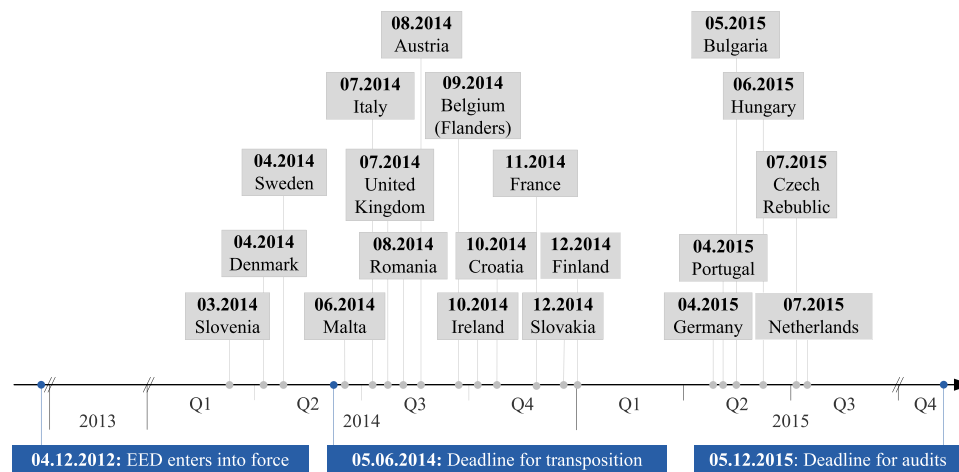 08.2014
Austria
05.2015
Bulgaria
07.2014
Italy
09.2014
Belgium
(Flanders)
06.2015
Hungary
04.2014
Sweden
07.2014
United
Kingdom
11.2014
France
07.2015
Czech
Rebublic
04.2014
Denmark
08.2014
Romania
10.2014
Croatia
12.2014
Finland
04.2015
Portugal
03.2014
Slovenia
06.2014
Malta
10.2014
Ireland
12.2014
Slovakia
04.2015
Germany
07.2015
Netherlands
Q1 Q2 Q3 Q4 Q1 Q2 Q3 Q4
2013 2014 2015
04.12.2012: EED enters into force
05.06.2014: Deadline for transposition
05.12.2015: Deadline for audits